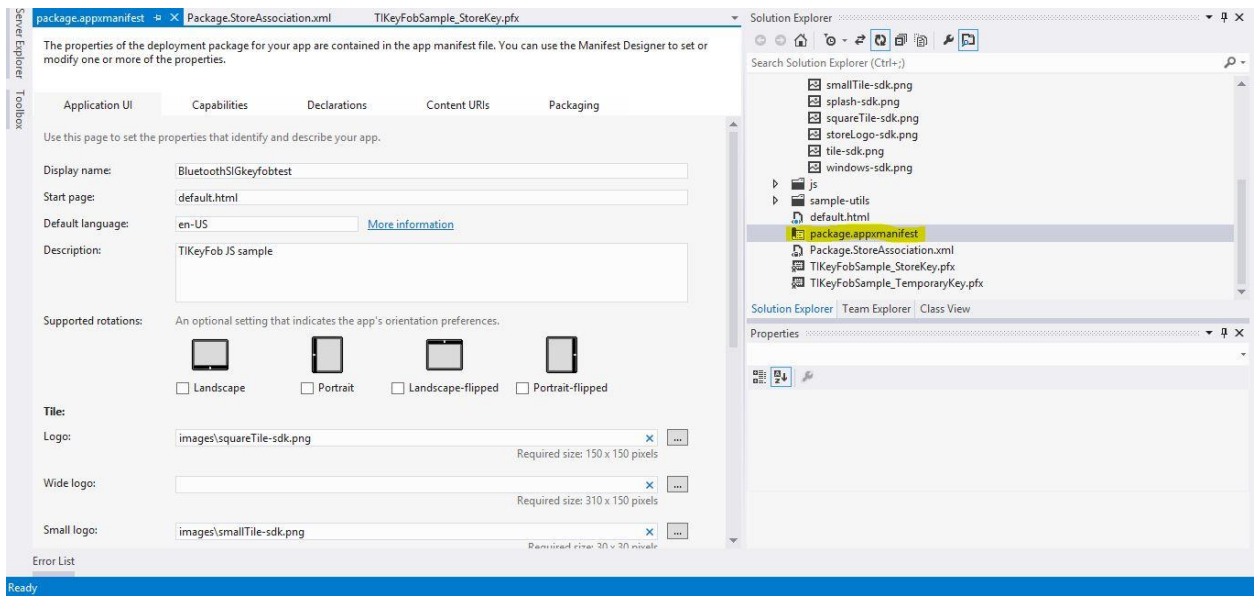 Server Explorer
Toolbox
package.appxmanifest
Package.StoreAssociation.xml
TIKeyFobSample_StoreKey.pfx
The properties of the deployment package for your app are contained in the app manifest file. You can use the Manifest Designer to set or
modify one or more of the properties.
Application UI
Capabilities
Declarations
Content URIs
Packaging
Use this page to set the properties that identify and describe your app.
Display name:
BluetoothSIGkeyfobtest
Start page:
default.html
Default language:
en-US
More information
Description:
TIKeyFob JS sample
Supported rotations:
An optional setting that indicates the app's orientation preferences.
Landscape
Portrait
Landscape-flipped
Portrait-flipped
Tile:
Logo:
images\squareTile-sdk.png
...
Required size: 150 x 150 pixels
Wide logo:
...
Required size: 310 x 150 pixels
Small logo:
images\smallTile-sdk.png
...
Required size: 30 x 30 pixels
Error List
Ready
Solution Explorer
Search Solution Explorer (Ctrl+;)
smallTile-sdk.png
splash-sdk.png
squareTile-sdk.png
storeLogo-sdk.png
tile-sdk.png
windows-sdk.png
js
sample-utils
default.html
package.appxmanifest
Package.StoreAssociation.xml
TIKeyFobSample_StoreKey.pfx
TIKeyFobSample_TemporaryKey.pfx
Solution Explorer
Team Explorer
Class View
Properties